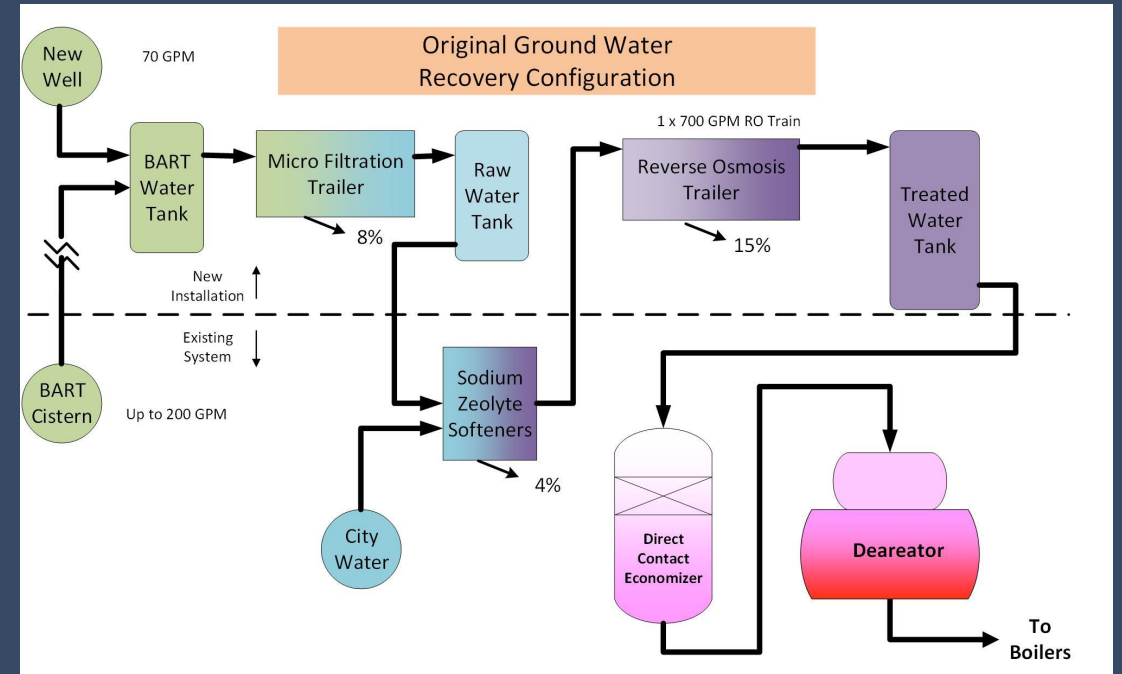 Original Ground Water
Recovery Configuration
New
Well
70 GPM
BART
Water
Tank
Micro Filtration
Trailer
8%
Raw
Water
Tank
1 x 700 GPM RO Train
Reverse Osmosis
Trailer
15%
Treated
Water
Tank
New
Installation
Existing
System
BART
Cistern
Up to 200 GPM
Sodium
Zeolyte
Softeners
4%
City
Water
Direct
Contact
Economizer
Deareator
To
Boilers